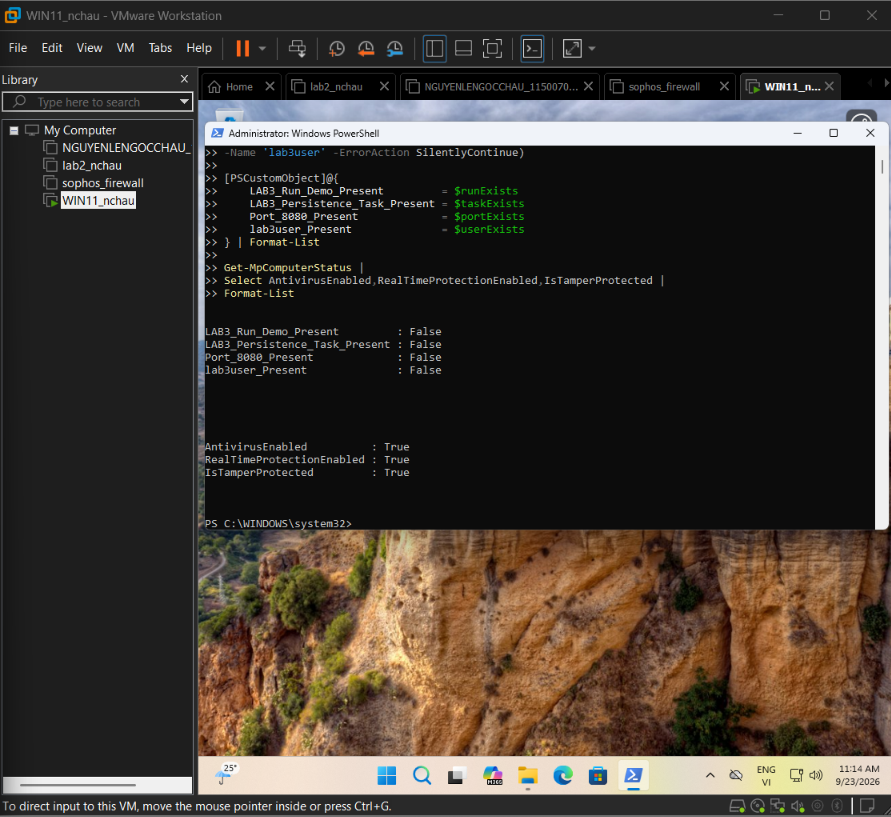 WIN11_nchau - VMware Workstation
File Edit View VM Tabs Help
Library
Type here to search
My Computer
NGUYENLENGOCCHAU_
lab2_nchau
sophos_firewall
WIN11_nchau
Home
lab2_nchau
NGUYENLENGOCCHAU_1150070...
sophos_firewall
WIN11_n...
Administrator: Windows PowerShell
>> -Name 'lab3user' -ErrorAction SilentlyContinue)
>>
>> [PSCustomObject]@{
>> LAB3_Run_Demo_Present = $runExists
>> LAB3_Persistence_Task_Present = $taskExists
>> Port_8080_Present = $portExists
>> lab3user_Present = $userExists
>> } | Format-List
>>
>> Get-MpComputerStatus |
>> Select AntivirusEnabled,RealTimeProtectionEnabled,IsTamperProtected |
>> Format-List
LAB3_Run_Demo_Present : False
LAB3_Persistence_Task_Present : False
Port_8080_Present : False
lab3user_Present : False
AntivirusEnabled : True
RealTimeProtectionEnabled : True
IsTamperProtected : True
PS C:\WINDOWS\system32>
25°
M365
ENG
VI
11:14 AM
9/23/2026
To direct input to this VM, move the mouse pointer inside or press Ctrl+G.